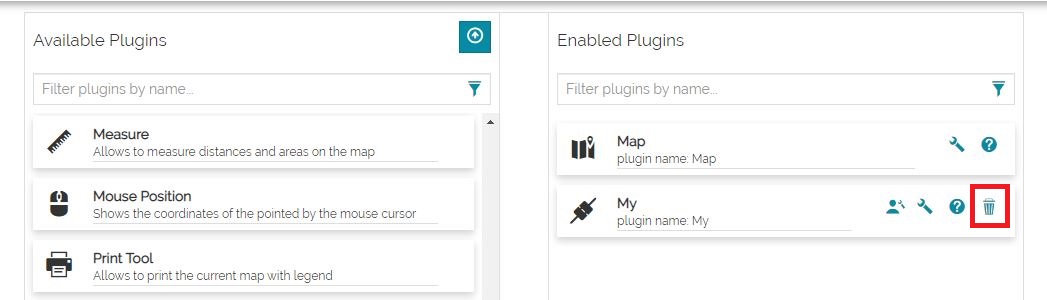 Available Plugins
Filter plugins by name...
Measure
Allows to measure distances and areas on the map
Mouse Position
Shows the coordinates of the pointed by the mouse cursor
Print Tool
Allows to print the current map with legend
Enabled Plugins
Filter plugins by name...
Map
plugin name: Map
My
plugin name: My